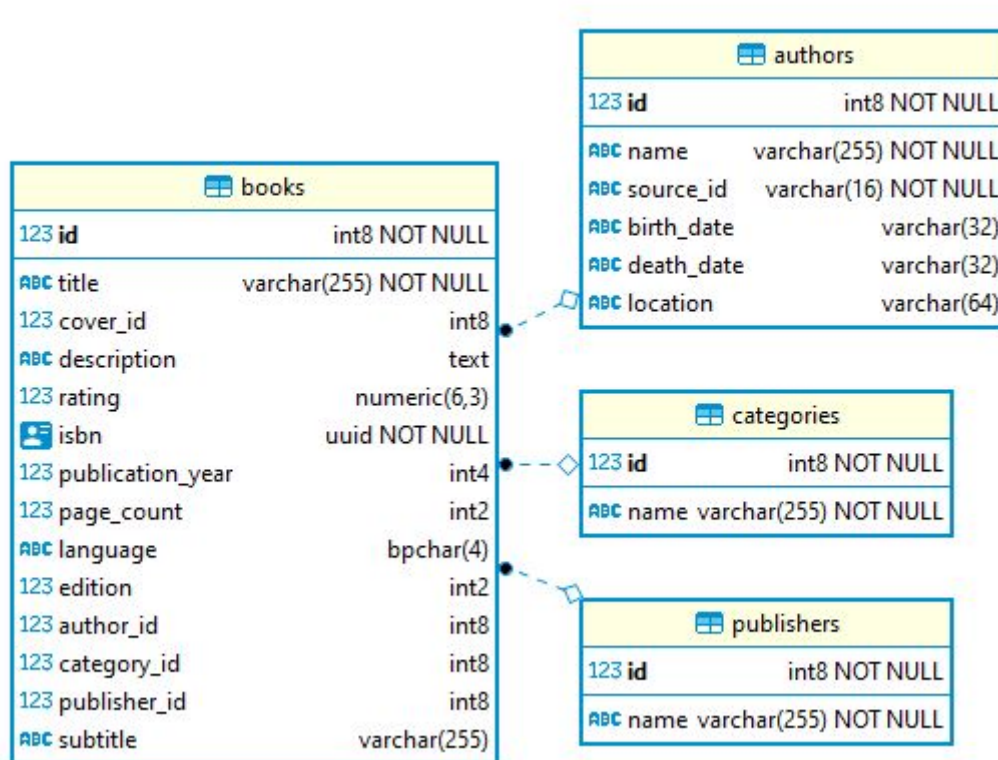 books
123 id int8 NOT NULL
ABC title varchar(255) NOT NULL
123 cover_id int8
ABC description text
123 rating numeric(6,3)
isbn uuid NOT NULL
123 publication_year int4
123 page_count int2
ABC language bpchar(4)
123 edition int2
123 author_id int8
123 category_id int8
123 publisher_id int8
ABC subtitle varchar(255)
authors
123 id int8 NOT NULL
ABC name varchar(255) NOT NULL
ABC source_id varchar(16) NOT NULL
ABC birth_date varchar(32)
ABC death_date varchar(32)
ABC location varchar(64)
categories
123 id int8 NOT NULL
ABC name varchar(255) NOT NULL
publishers
123 id int8 NOT NULL
ABC name varchar(255) NOT NULL